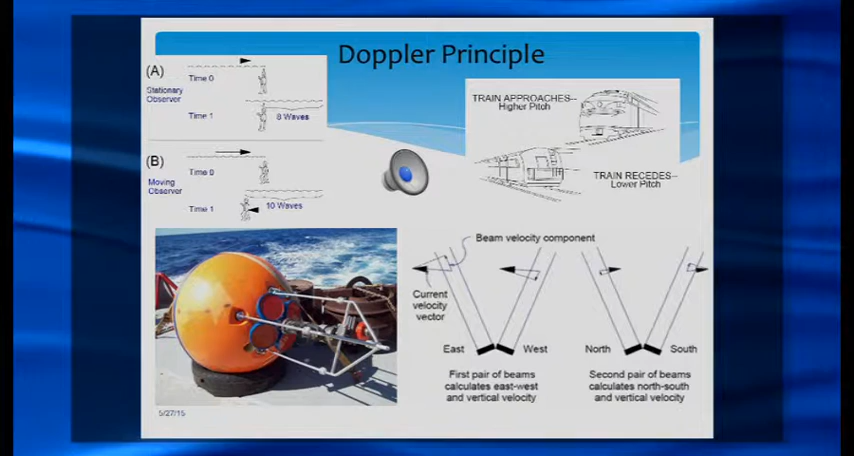 Doppler Principle
(A)
Stationary
Observer
Time 0
Time 1
8 Waves
(B)
Moving
Observer
Time 0
Time 1
10 Waves
TRAIN APPROACHES--
Higher Pitch
TRAIN RECEDES--
Lower Pitch
Beam velocity component
Current
velocity
vector
East
West
North
South
First pair of beams
calculates east-west
and vertical velocity
Second pair of beams
calculates north-south
and vertical velocity
5/27/15